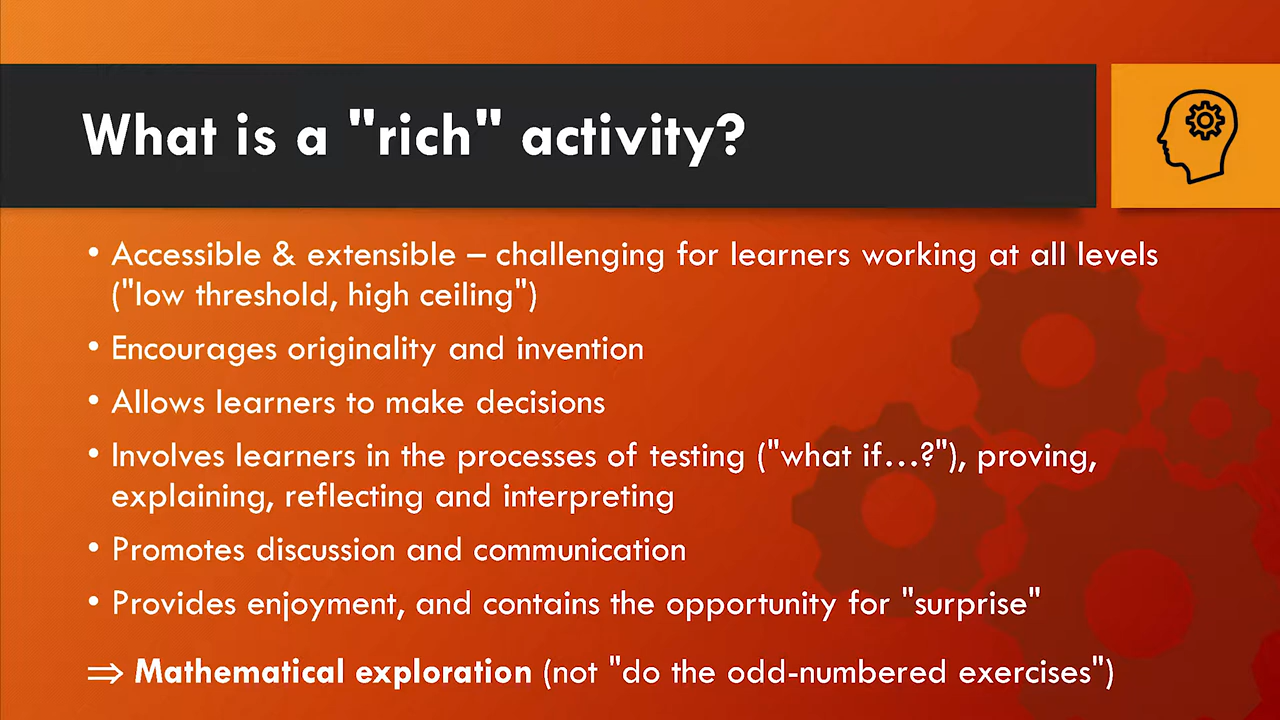 What is a "rich" activity?
• Accessible & extensible – challenging for learners working at all levels
("low threshold, high ceiling")
• Encourages originality and invention
• Allows learners to make decisions
• Involves learners in the processes of testing ("what if…?"), proving,
explaining, reflecting and interpreting
• Promotes discussion and communication
• Provides enjoyment, and contains the opportunity for "surprise"
⇒ Mathematical exploration (not "do the odd-numbered exercises")